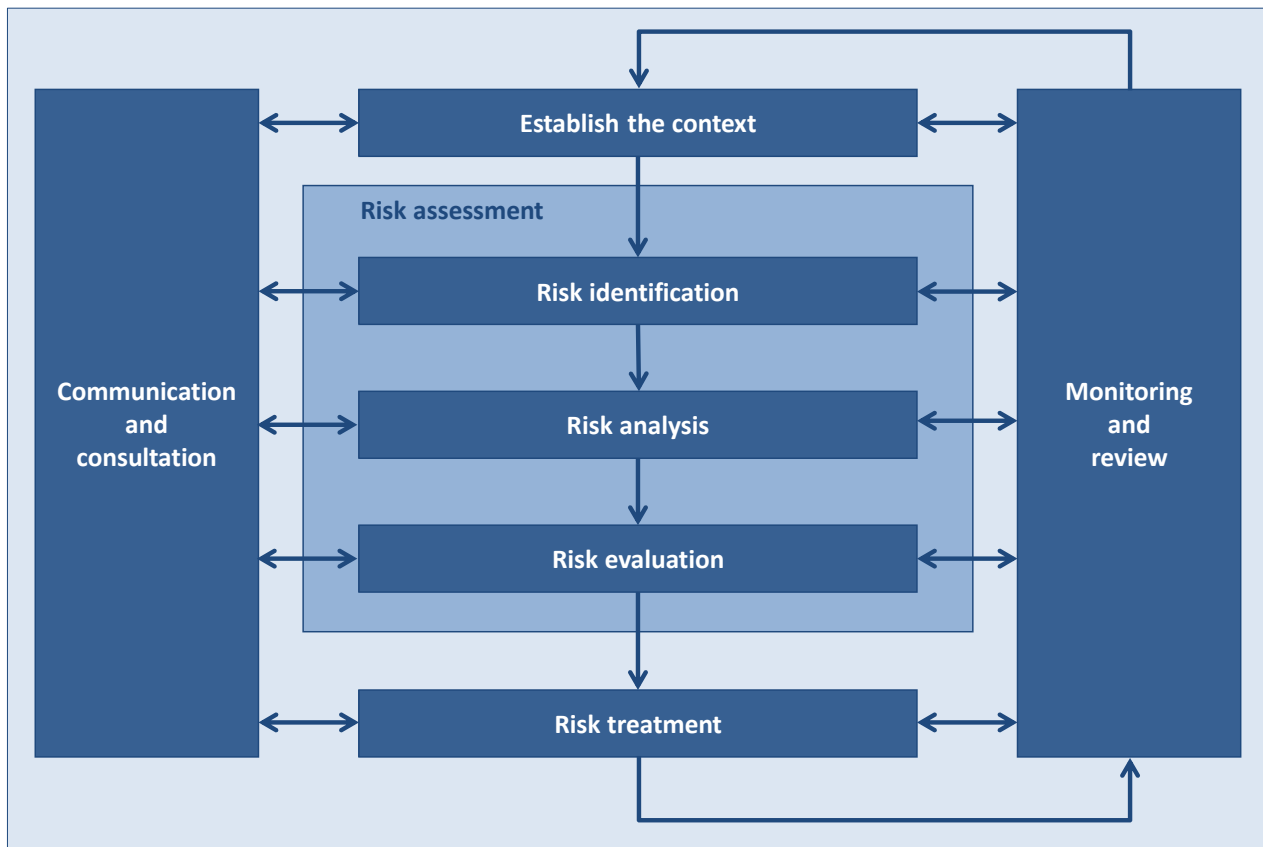 Establish the context
Risk assessment
Risk identification
Communication
and
consultation
Risk analysis
Monitoring
and
review
Risk evaluation
Risk treatment